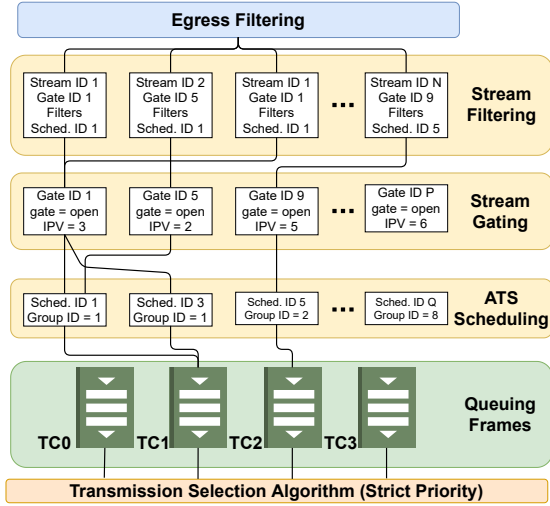 Egress Filtering
Stream ID 1
Gate ID 1
Filters
Sched. ID 1
Stream ID 2
Gate ID 5
Filters
Sched. ID 1
Stream ID 1
Gate ID 1
Filters
Sched. ID 1
...
Stream ID N
Gate ID 9
Filters
Sched. ID 5
Stream
Filtering
Gate ID 1
gate = open
IPV = 3
Gate ID 5
gate = open
IPV = 2
Gate ID 9
gate = open
IPV = 5
...
Gate ID P
gate = open
IPV = 6
Stream
Gating
Sched. ID 1
Group ID = 1
Sched. ID 3
Group ID = 1
Sched. ID 5
Group ID = 2
...
Sched. ID Q
Group ID = 8
ATS
Scheduling
TC0
TC1
TC2
TC3
Queuing
Frames
Transmission Selection Algorithm (Strict Priority)